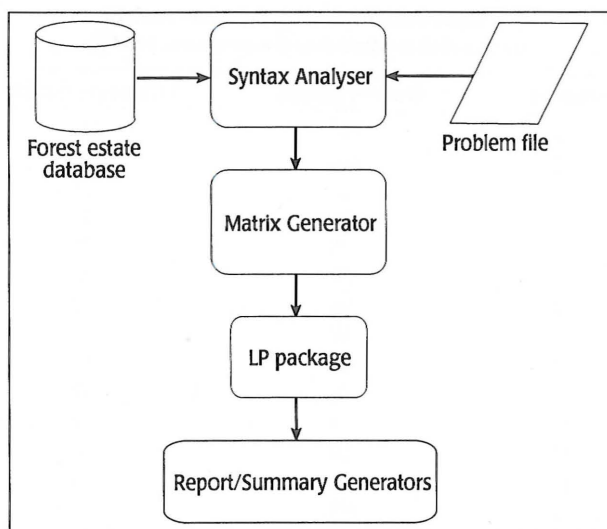 Syntax Analyser
Forest estate
database
Problem file
Matrix Generator
LP package
Report/Summary Generators